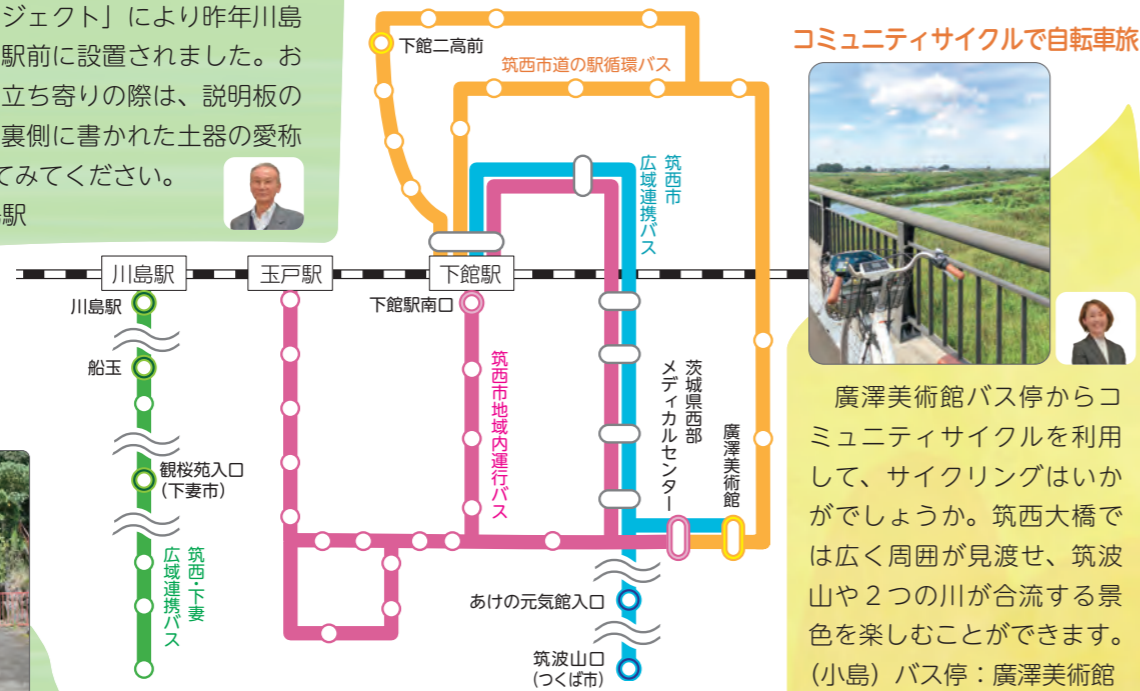 ジェクト」により昨年川島
駅前に設置されました。お
立ち寄りの際は、説明板の
裏側に書かれた土器の愛称
てみてください。
駅
下館二高前
筑西市道の駅循環バス
筑西市
広域連携バス
川島駅
玉戸駅
下館駅
川島駅
船玉
観桜苑入口
(下妻市)
筑西・下妻
広域連携バス
下館駅南口
筑西市地域内運行バス
茨城県西部
メディカルセンター
廣澤美術館
あけの元気館入口
筑波山口
(つくば市)
コミュニティサイクルで自転車旅
廣澤美術館バス停からコ
ミュニティサイクルを利用
して、サイクリングはいか
がでしょうか。筑西大橋で
は広く周囲が見渡せ、筑波
山や２つの川が合流する景
色を楽しむことができます。
(小島) バス停：廣澤美術館